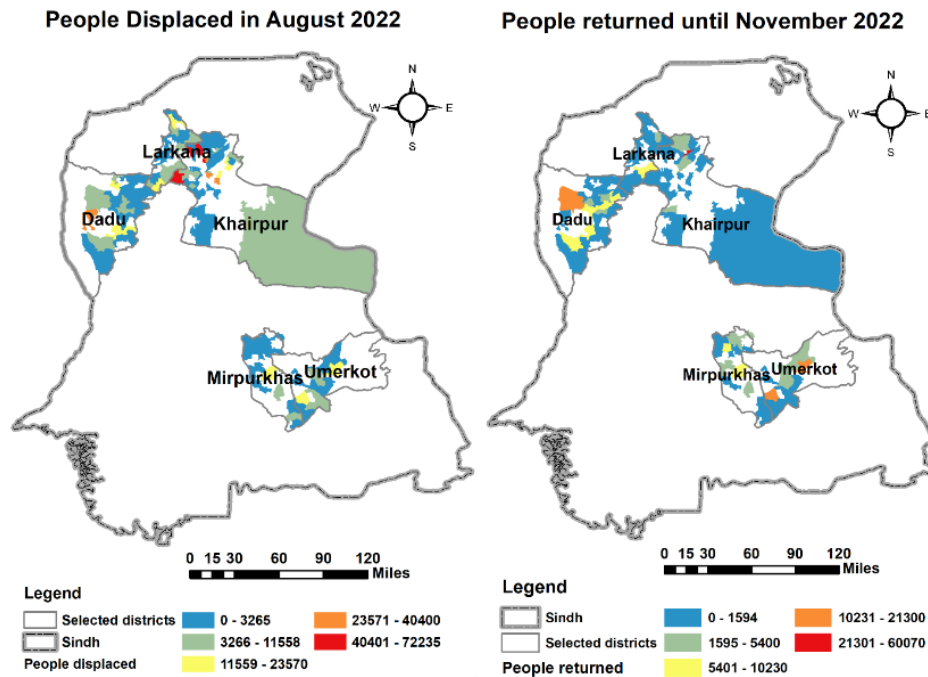 People Displaced in August 2022
N
W E
S
Larkana
Dadu
Khairpur
Mirpurkhas
Umerkot
0 15 30 60 90 120
Miles
Legend
Selected districts
Sindh
People displaced
0 - 3265
3266 - 11558
11559 - 23570
23571 - 40400
40401 - 72235
People returned until November 2022
N
W E
S
Larkana
Dadu
Khairpur
Mirpurkhas
Umerkot
0 15 30 60 90 120
Miles
Legend
Sindh
Selected districts
People returned
0 - 1594
1595 - 5400
5401 - 10230
10231 - 21300
21301 - 60070